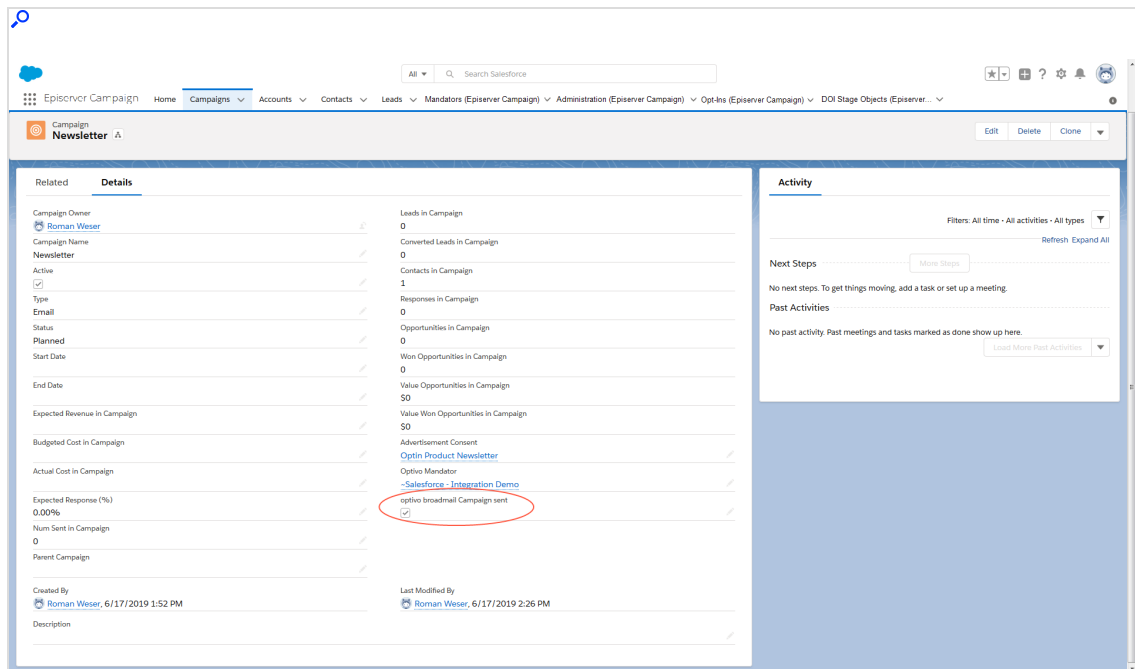 All Search Salesforce
Episerver Campaign Home Campaigns Accounts Contacts Leads Mandators (Episerver Campaign) Administration (Episerver Campaign) Opt-Ins (Episerver Campaign) DOI Stage Objects (Episerver...
Campaign
Newsletter
Edit Delete Clone
Related Details
Campaign Owner
Roman Weser
Campaign Name
Newsletter
Active
Type
Email
Status
Planned
Start Date
End Date
Expected Revenue in Campaign
Budgeted Cost in Campaign
Actual Cost in Campaign
Expected Response (%)
0.00%
Num Sent in Campaign
0
Parent Campaign
Created By
Roman Weser, 6/17/2019 1:52 PM
Description
Leads in Campaign
0
Converted Leads in Campaign
0
Contacts in Campaign
1
Responses in Campaign
0
Opportunities in Campaign
0
Won Opportunities in Campaign
0
Value Opportunities in Campaign
$0
Value Won Opportunities in Campaign
$0
Advertisement Consent
Optin Product Newsletter
Optivo Mandator
~Salesforce - Integration Demo
optivo broadmail Campaign sent
Last Modified By
Roman Weser, 6/17/2019 2:26 PM
Activity
Filters: All time • All activities • All types
Refresh Expand All
Next Steps More Steps
No next steps. To get things moving, add a task or set up a meeting.
Past Activities
No past activity. Past meetings and tasks marked as done show up here.
Load More Past Activities